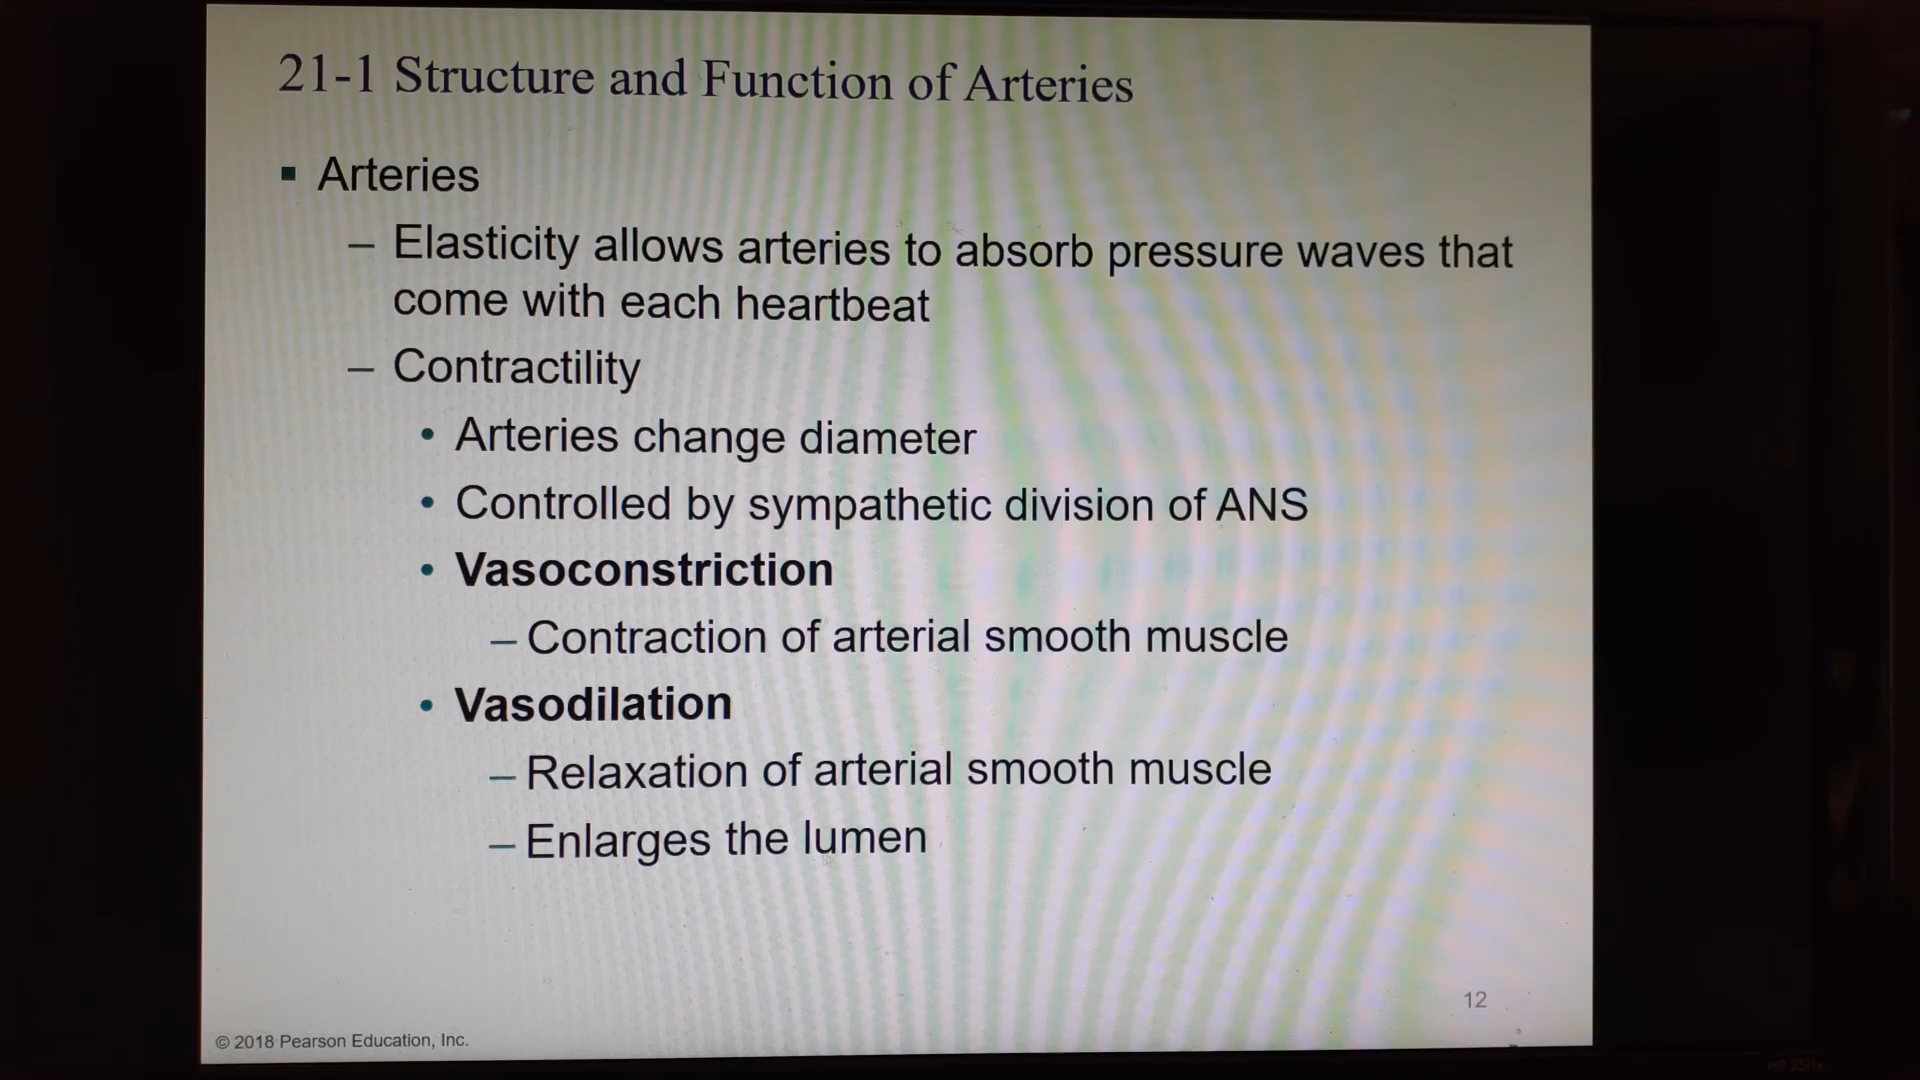 21-1 Structure and Function of Arteries
▪ Arteries
– Elasticity allows arteries to absorb pressure waves that
come with each heartbeat
– Contractility
• Arteries change diameter
• Controlled by sympathetic division of ANS
• Vasoconstriction
– Contraction of arterial smooth muscle
• Vasodilation
– Relaxation of arterial smooth muscle
– Enlarges the lumen
12
© 2018 Pearson Education, Inc.